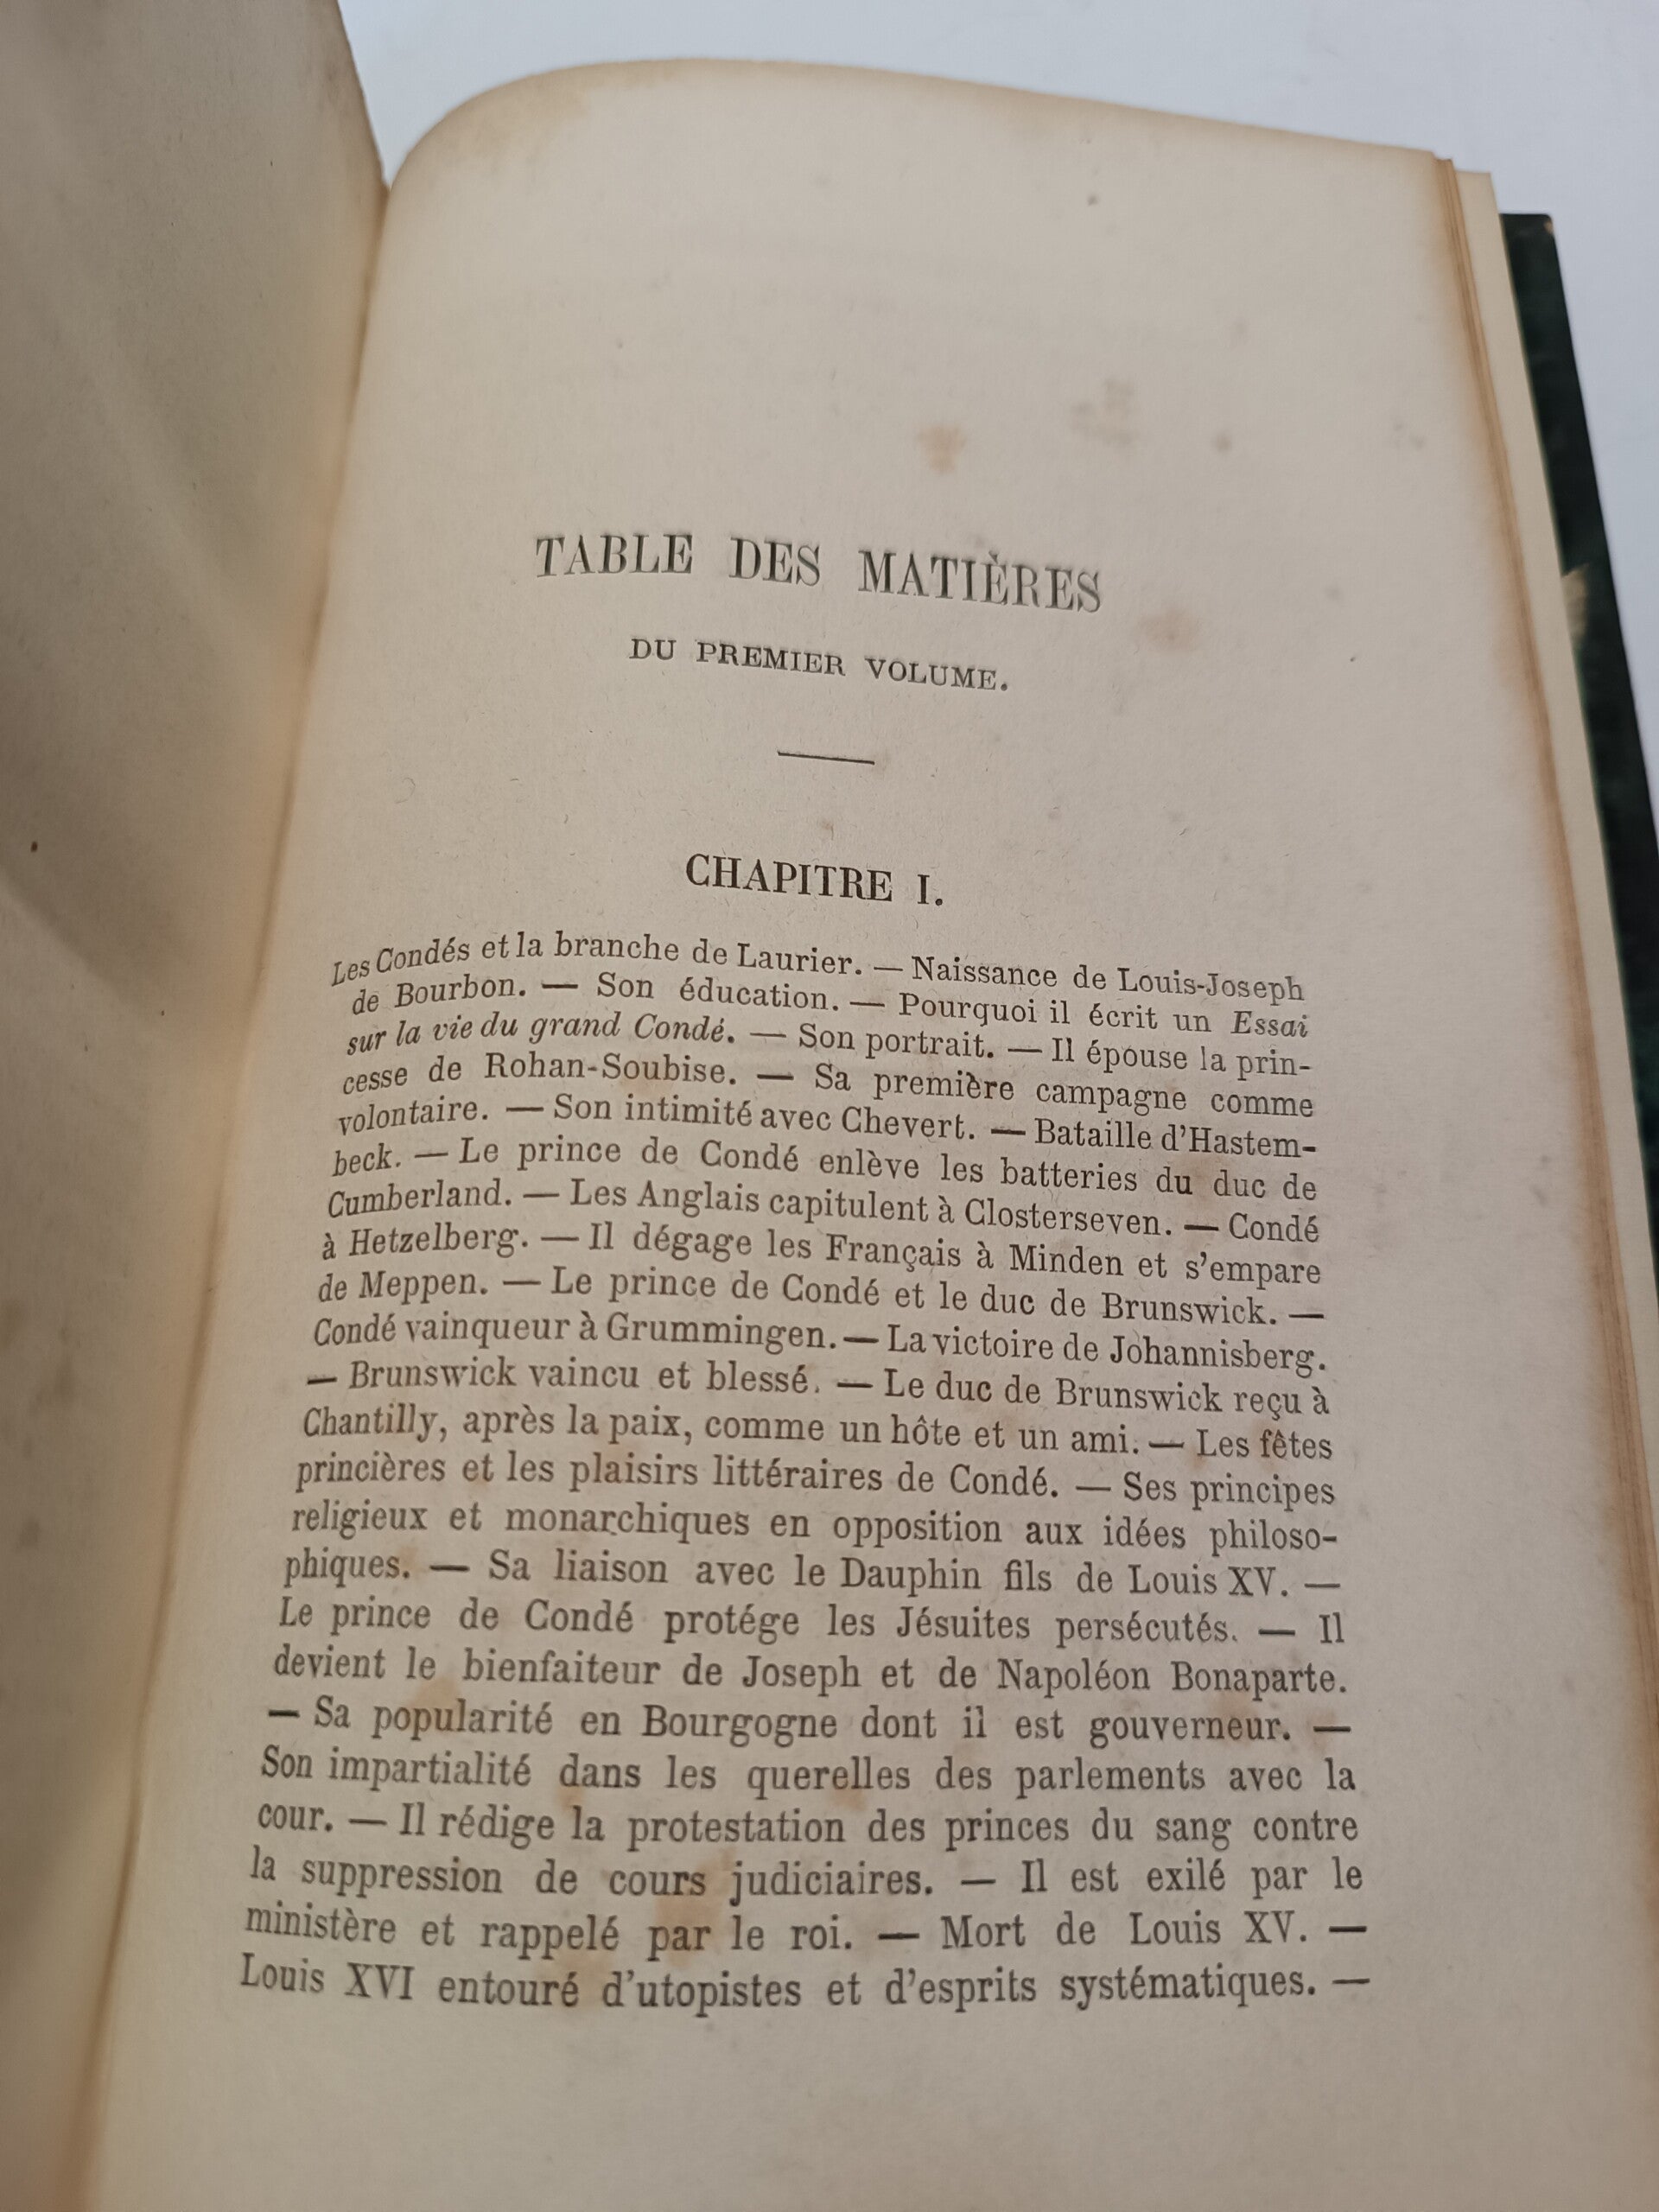 TABLE DES MATIÈRES
DU PREMIER VOLUME.
CHAPITRE I.
Les Condés et la branche de Laurier. — Naissance de Louis-Joseph
de Bourbon. — Son éducation. — Pourquoi il écrit un Essai
sur la vie du grand Condé. — Son portrait. — Il épouse la prin-
cesse de Rohan-Soubise. — Sa première campagne comme
volontaire. — Son intimité avec Chevert. — Bataille d'Hastem-
beck. — Le prince de Condé enlève les batteries du duc de
Cumberland. — Les Anglais capitulent à Closterseven. — Condé
à Hetzelberg. — Il dégage les Français à Minden et s'empare
de Meppen. — Le prince de Condé et le duc de Brunswick. —
Condé vainqueur à Grummingen. — La victoire de Johannisberg.
— Brunswick vaincu et blessé. — Le duc de Brunswick reçu à
Chantilly, après la paix, comme un hôte et un ami. — Les fêtes
princières et les plaisirs littéraires de Condé. — Ses principes
religieux et monarchiques en opposition aux idées philoso-
phiques. — Sa liaison avec le Dauphin fils de Louis XV. —
Le prince de Condé protége les Jésuites persécutés. — Il
devient le bienfaiteur de Joseph et de Napoléon Bonaparte.
— Sa popularité en Bourgogne dont il est gouverneur. —
Son impartialité dans les querelles des parlements avec la
cour. — Il rédige la protestation des princes du sang contre
la suppression de cours judiciaires. — Il est exilé par le
ministère et rappelé par le roi. — Mort de Louis XV. —
Louis XVI entouré d'utopistes et d'esprits systématiques. —